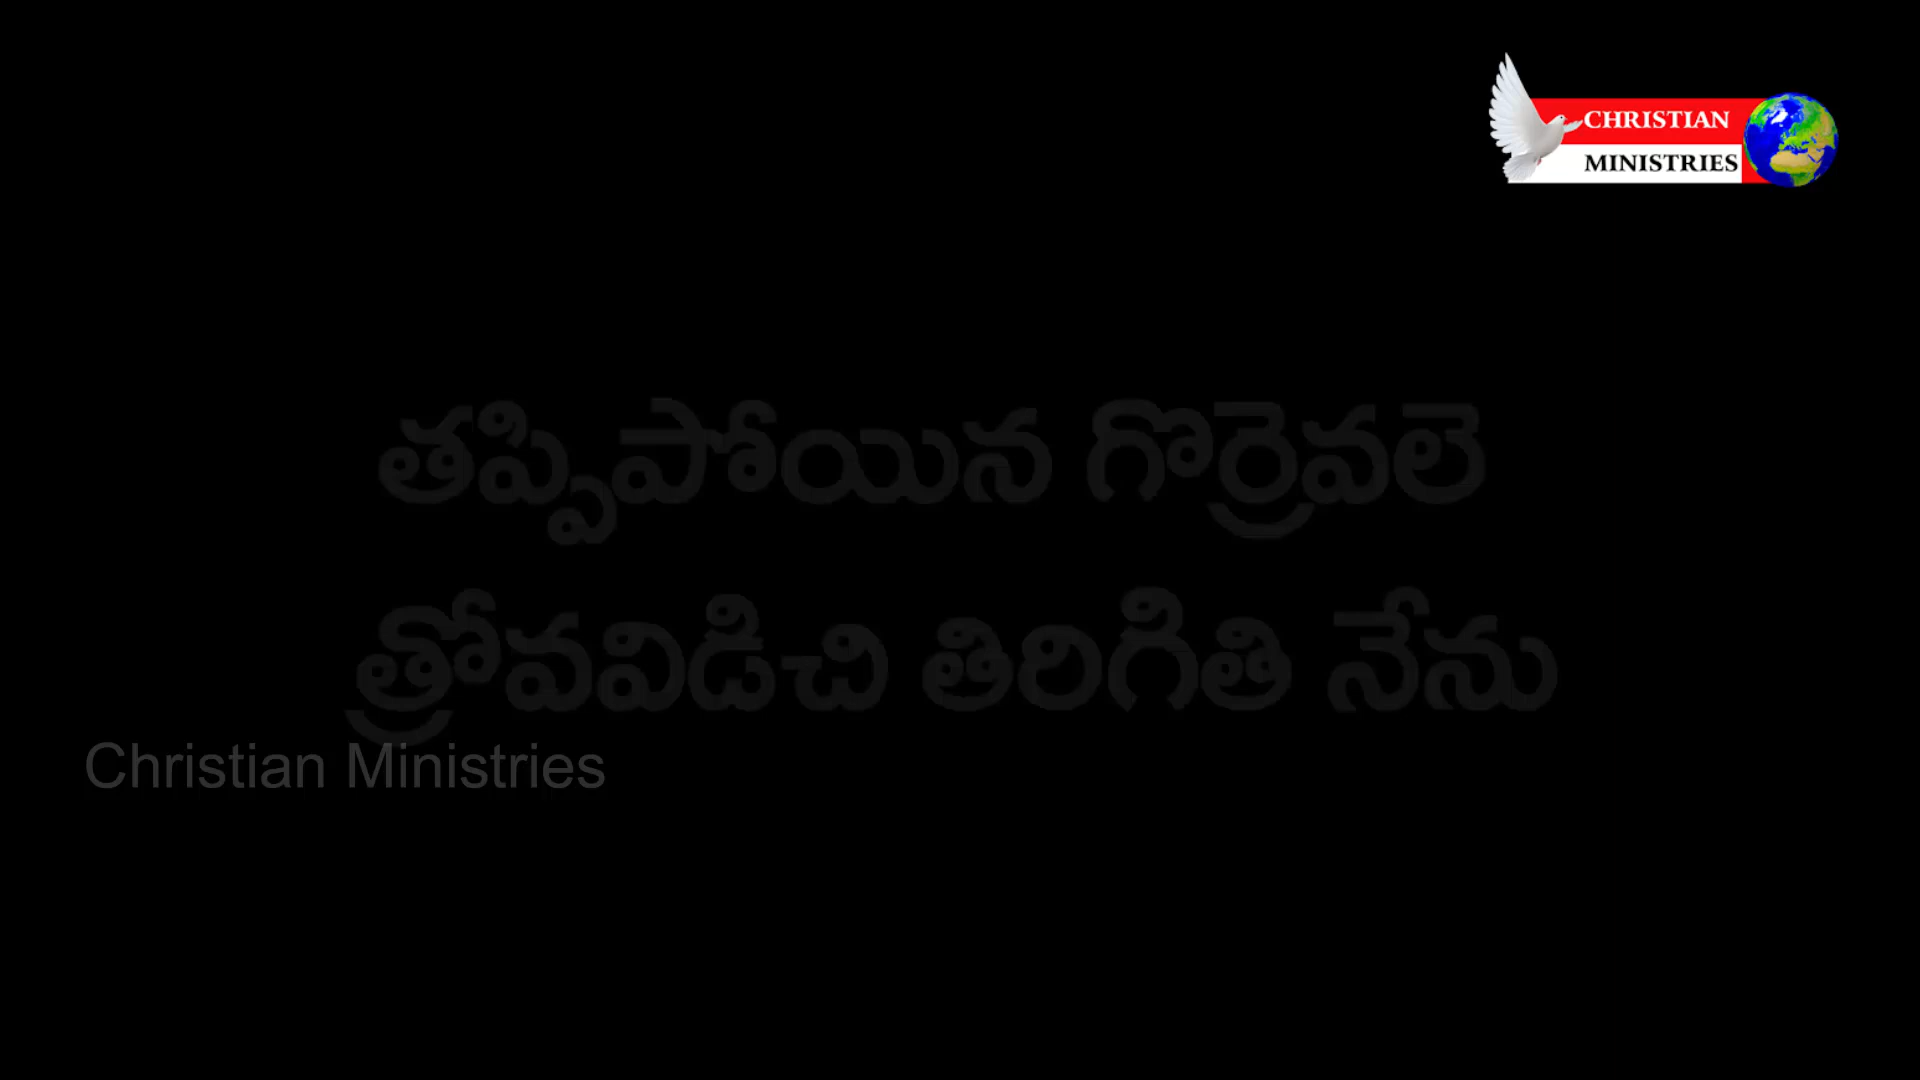 CHRISTIAN
MINISTRIES
తప్పిపోయిన గొర్రెవలె
త్రోవవిడిచి తిరిగితి నేను
Christian Ministries